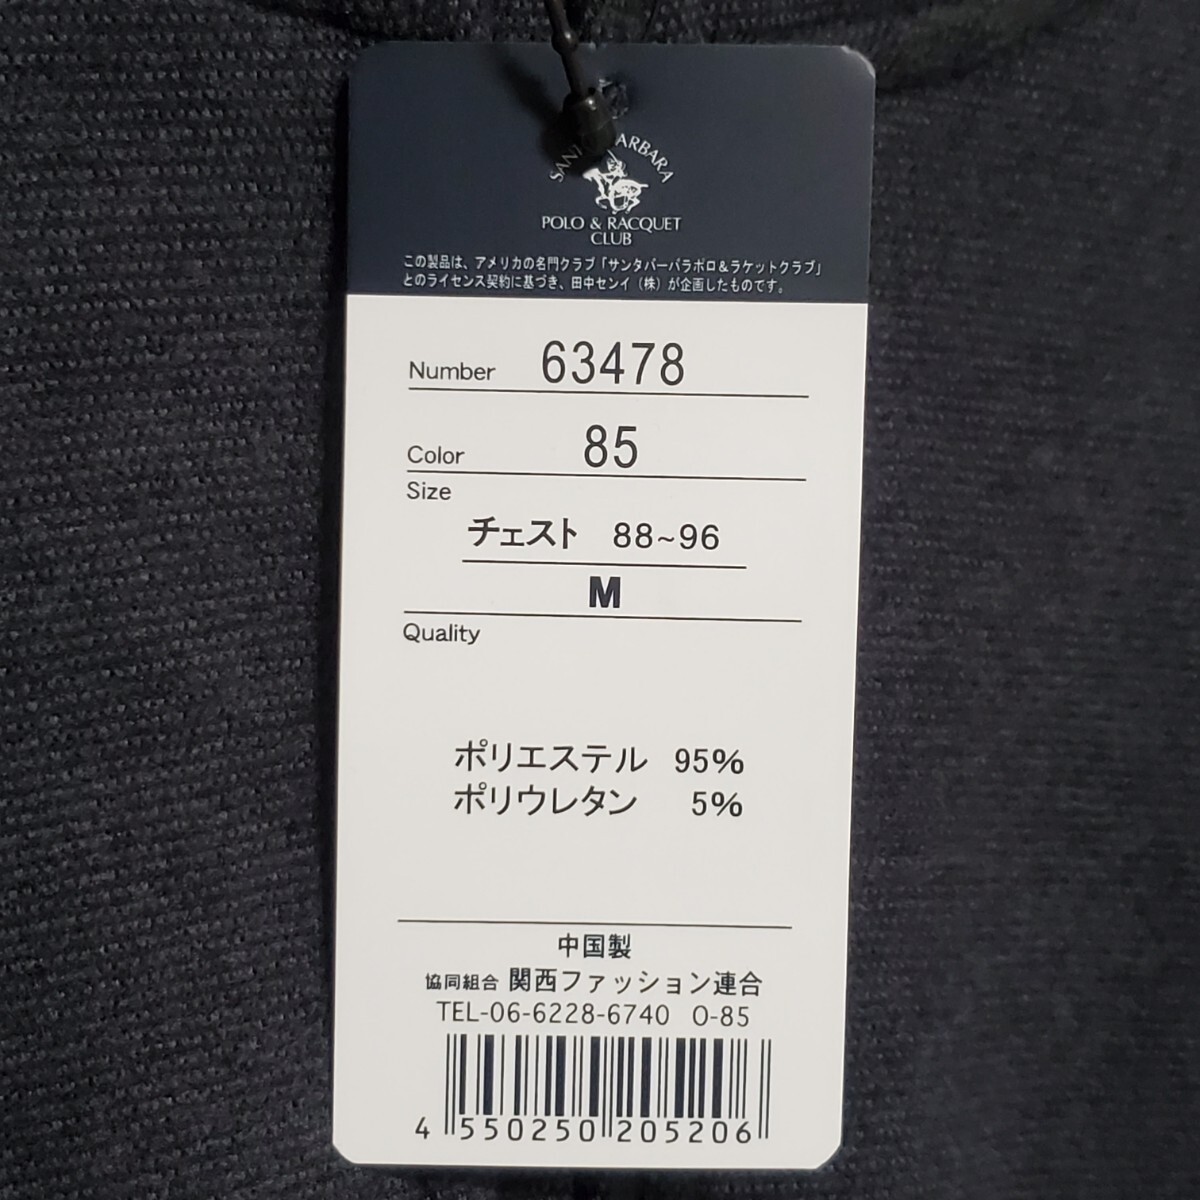 SANTA BARBARA
POLO & RACQUET
CLUB
この製品は、アメリカの名門クラブ「サンタバーバラポロ&ラケットクラブ」
とのライセンス契約に基づき、田中センイ(株)が企画したものです。
Number 63478
Color 85
Size
チェスト 88~96
M
Quality
ポリエステル 95%
ポリウレタン 5%
中国製
協同組合 関西ファッション連合
TEL-06-6228-6740 O-85
4 550250 205206